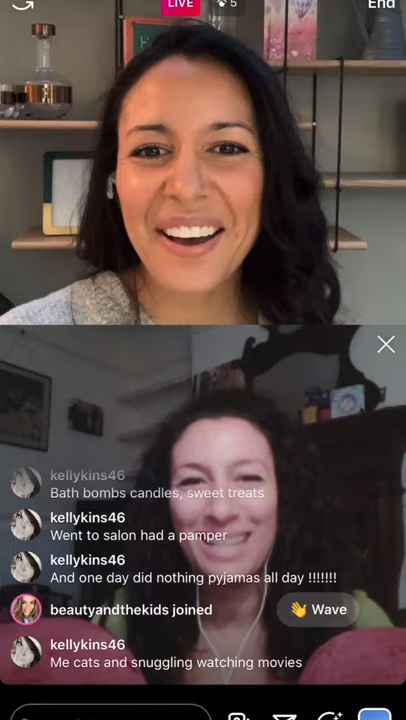 LIVE
5
End
kellykins46
Bath bombs candles, sweet treats
kellykins46
Went to salon had a pamper
kellykins46
And one day did nothing pyjamas all day !!!!!!!
beautyandthekids joined
Wave
kellykins46
Me cats and snuggling watching movies